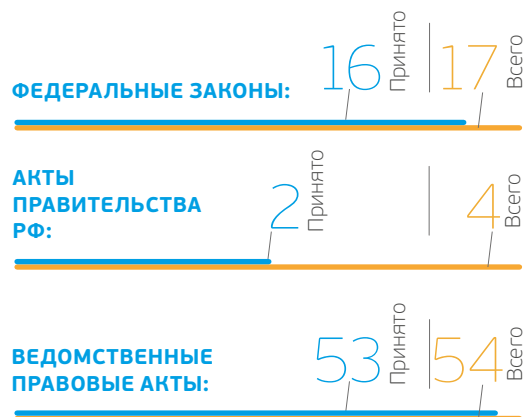 ФЕДЕРАЛЬНЫЕ ЗАКОНЫ: 16 Принято 17 Всего
АКТЫ
ПРАВИТЕЛЬСТВА
РФ:
2 Принято 4 Всего
ВЕДОМСТВЕННЫЕ
ПРАВОВЫЕ АКТЫ:
53 Принято 54 Всего